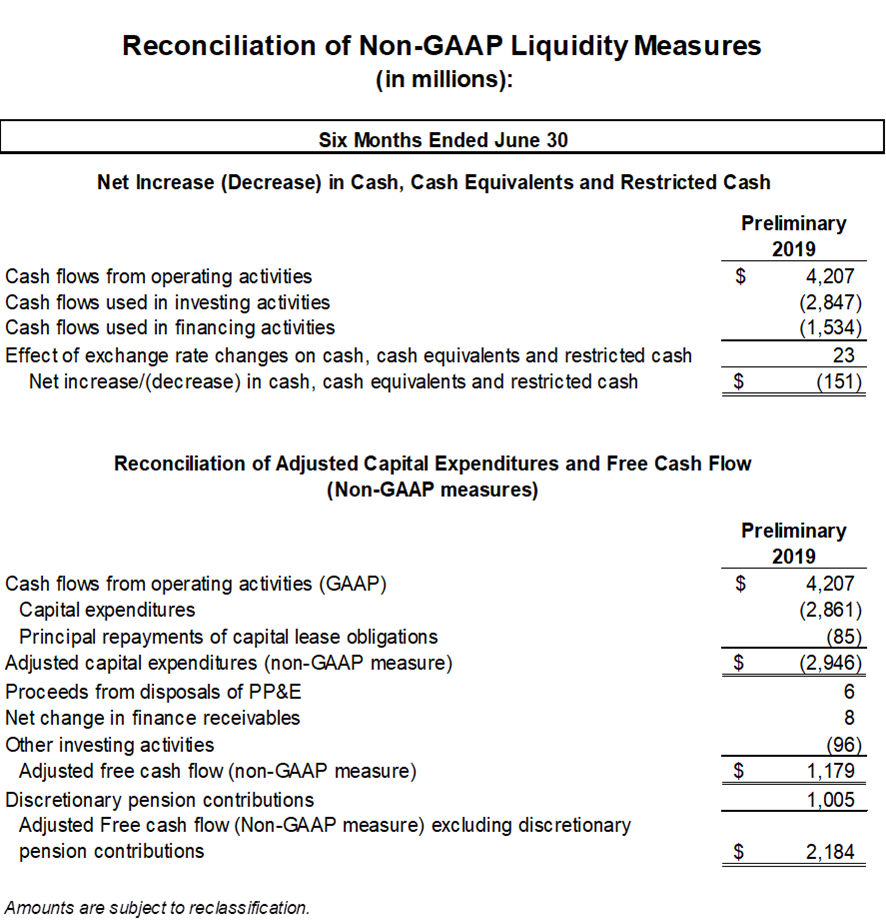 Reconciliation of Non-GAAP Liquidity Measures
(in millions):
Six Months Ended June 30
Net Increase (Decrease) in Cash, Cash Equivalents and Restricted Cash
Preliminary
2019
Cash flows from operating activities $ 4,207
Cash flows used in investing activities (2,847)
Cash flows used in financing activities (1,534)
Effect of exchange rate changes on cash, cash equivalents and restricted cash 23
Net increase/(decrease) in cash, cash equivalents and restricted cash $ (151)
Reconciliation of Adjusted Capital Expenditures and Free Cash Flow
(Non-GAAP measures)
Preliminary
2019
Cash flows from operating activities (GAAP) $ 4,207
Capital expenditures (2,861)
Principal repayments of capital lease obligations (85)
Adjusted capital expenditures (non-GAAP measure) $ (2,946)
Proceeds from disposals of PP&E 6
Net change in finance receivables 8
Other investing activities (96)
Adjusted free cash flow (non-GAAP measure) $ 1,179
Discretionary pension contributions 1,005
Adjusted Free cash flow (Non-GAAP measure) excluding discretionary
pension contributions $ 2,184
Amounts are subject to reclassification.